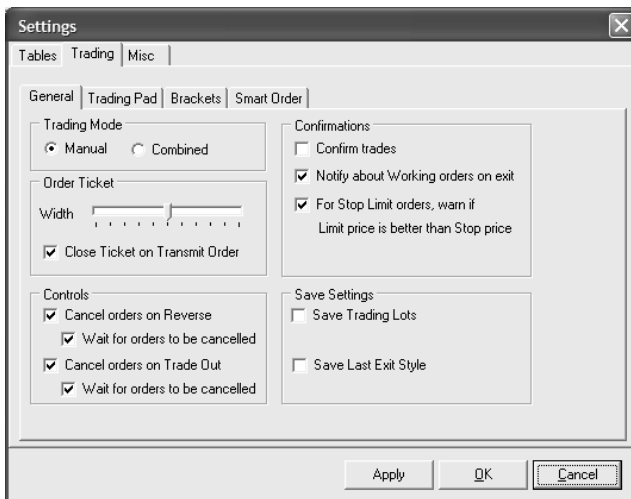 Settings
Tables Trading Misc
General Trading Pad Brackets Smart Order
Trading Mode
Manual Combined
Order Ticket
Width
Close Ticket on Transmit Order
Confirmations
Confirm trades
Notify about Working orders on exit
For Stop Limit orders, warn if
Limit price is better than Stop price
Controls
Cancel orders on Reverse
Wait for orders to be cancelled
Cancel orders on Trade Out
Wait for orders to be cancelled
Save Settings
Save Trading Lots
Save Last Exit Style
Apply OK Cancel